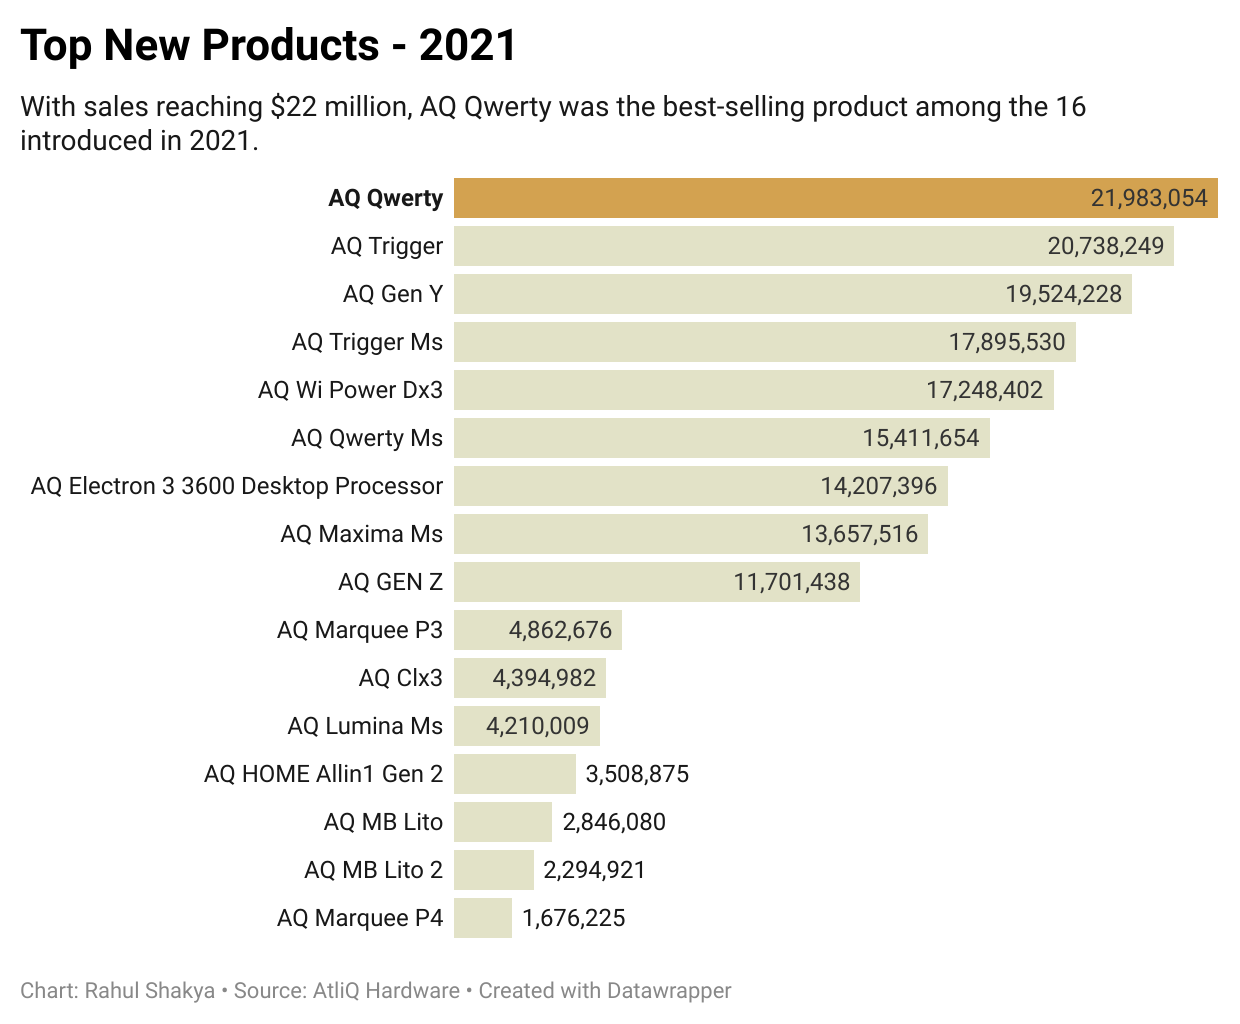 Top New Products - 2021
With sales reaching $22 million, AQ Qwerty was the best-selling product among the 16
introduced in 2021.
AQ Qwerty 21,983,054
AQ Trigger 20,738,249
AQ Gen Y 19,524,228
AQ Trigger Ms 17,895,530
AQ Wi Power Dx3 17,248,402
AQ Qwerty Ms 15,411,654
AQ Electron 3 3600 Desktop Processor 14,207,396
AQ Maxima Ms 13,657,516
AQ GEN Z 11,701,438
AQ Marquee P3 4,862,676
AQ Clx3 4,394,982
AQ Lumina Ms 4,210,009
AQ HOME Allin1 Gen 2 3,508,875
AQ MB Lito 2,846,080
AQ MB Lito 2 2,294,921
AQ Marquee P4 1,676,225
Chart: Rahul Shakya • Source: AtliQ Hardware • Created with Datawrapper